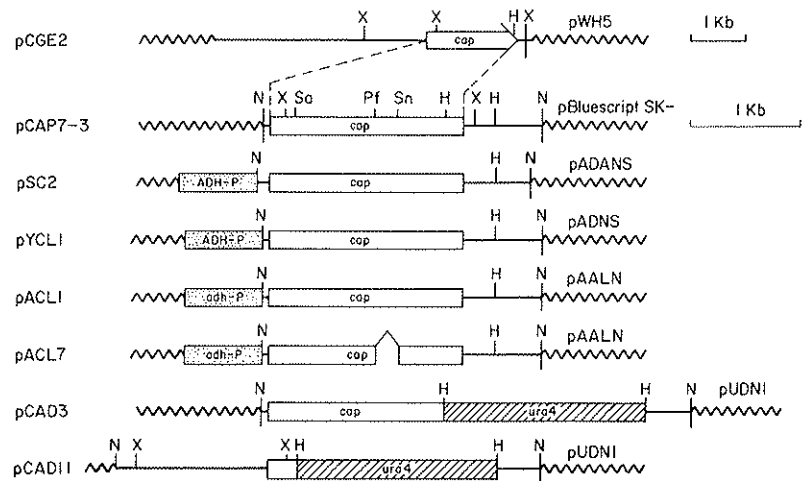 X X H X pWH5 1 Kb
pCGE2 cap
N X Sa Pf Sn H X H N pBluescript SK-
pCAP7-3 cap 1 Kb
N H N pADANS
pSC2 ADH-P cap
N H N pADNS
pYCL1 ADH-P cap
N H N pAALN
pACL1 adh-P cap
N H N pAALN
pACL7 adh-P cap
N H H N pUDN1
pCAD3 cap ura4
N X X H H N pUDN1
pCAD11 ura4